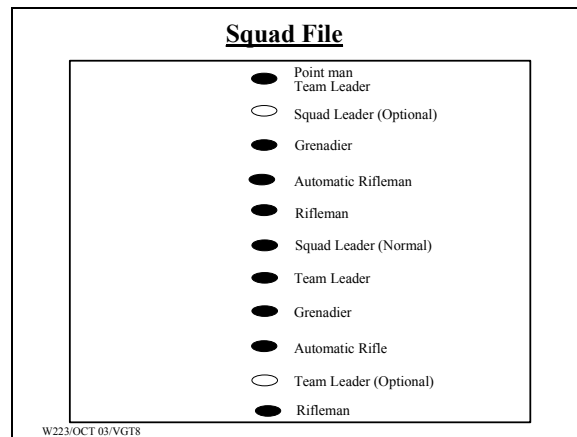 Squad File
Point man
Team Leader
Squad Leader (Optional)
Grenadier
Automatic Rifleman
Rifleman
Squad Leader (Normal)
Team Leader
Grenadier
Automatic Rifle
Team Leader (Optional)
Rifleman
W223/OCT 03/VGT8